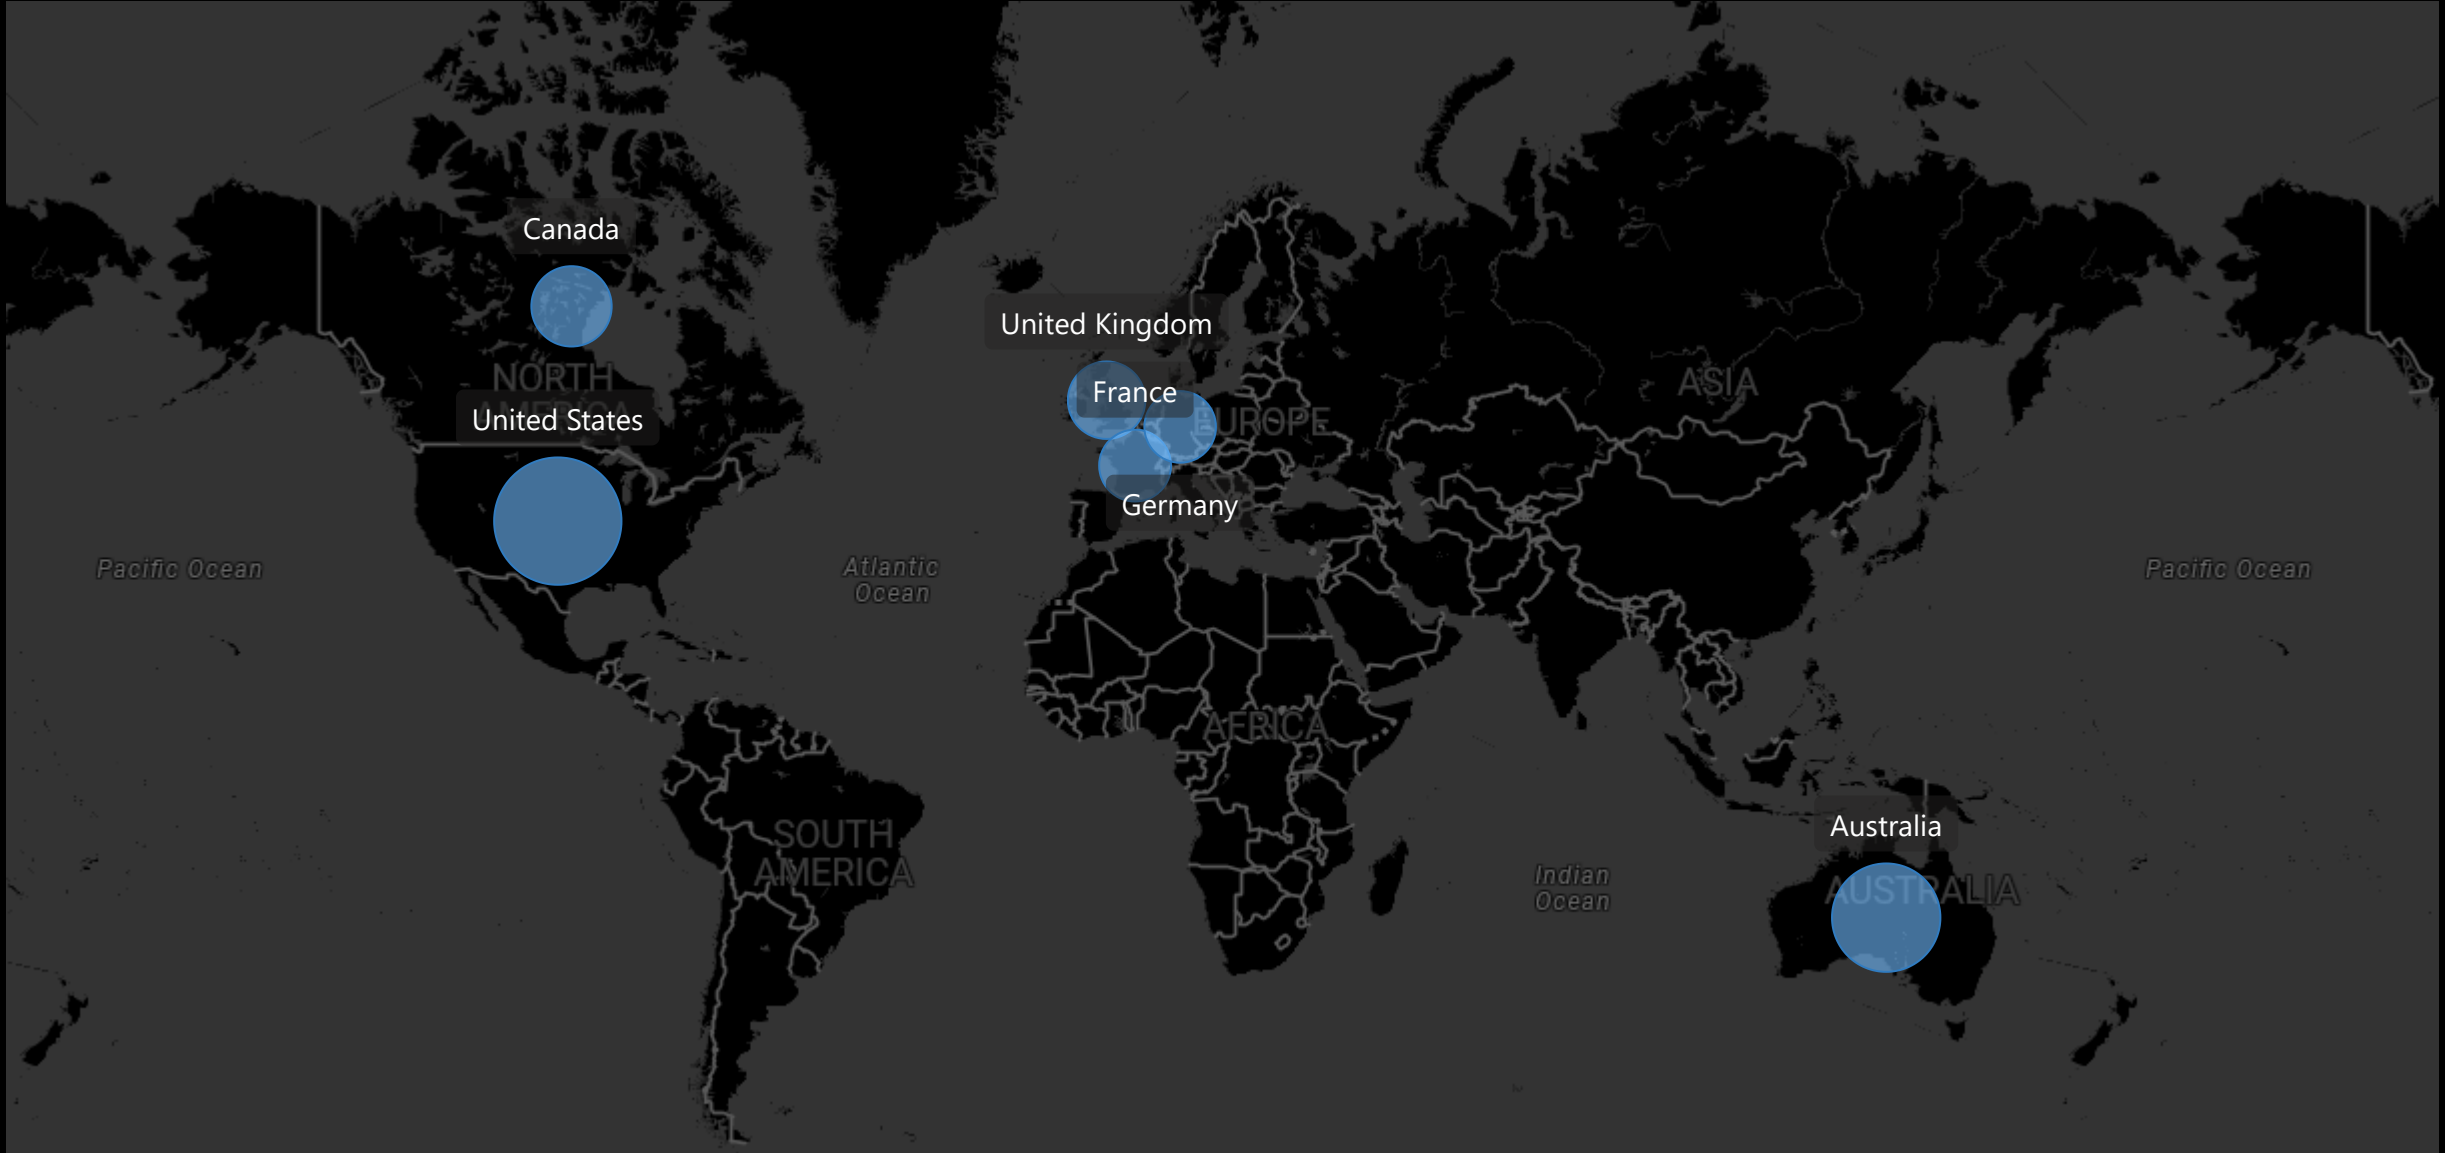 Canada
United Kingdom
NORTH
AMERICA
ASIA
France
United States
EUROPE
Germany
Pacific Ocean
Atlantic
Ocean
Pacific Ocean
AFRICA
SOUTH
AMERICA
Australia
Indian
Ocean
AUSTRALIA